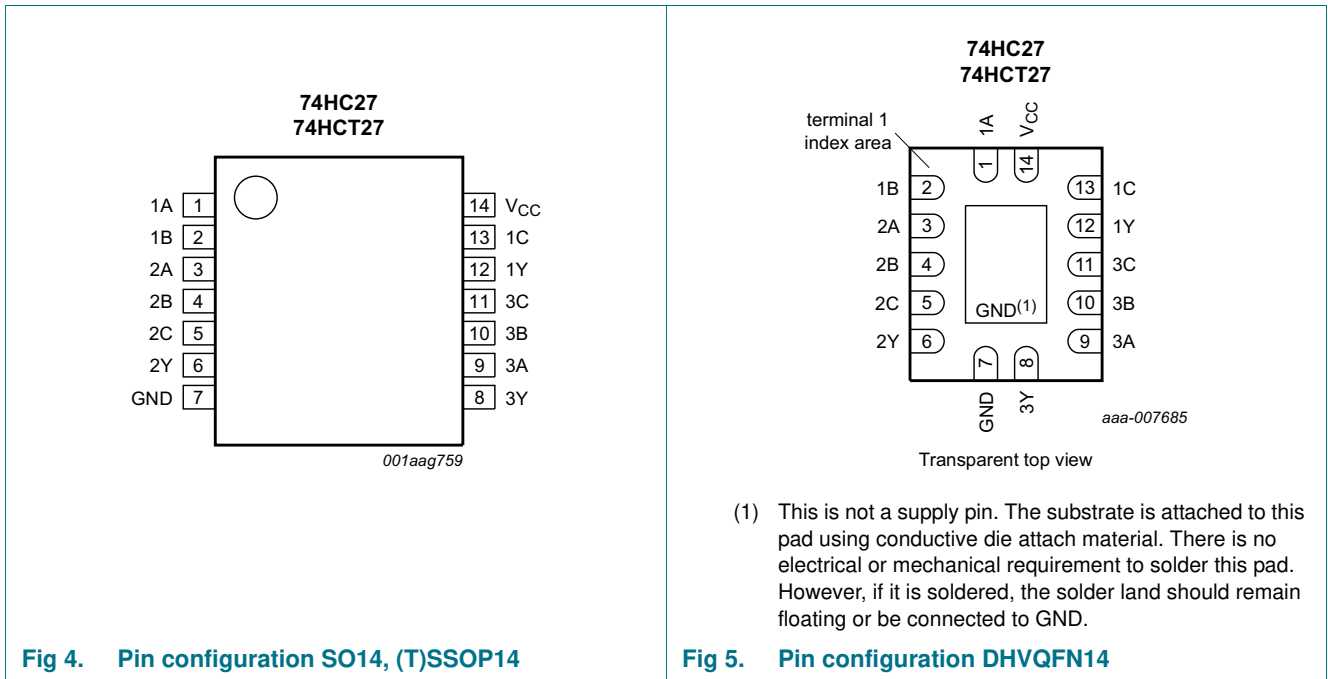 74HC27
74HCT27
1A 1
1B 2
2A 3
2B 4
2C 5
2Y 6
GND 7
14 VCC
13 1C
12 1Y
11 3C
10 3B
9 3A
8 3Y
001aag759
Fig 4. Pin configuration SO14, (T)SSOP14
74HC27
74HCT27
terminal 1
index area
1A
VCC
1
14
1B 2
2A 3
2B 4
2C 5
2Y 6
13 1C
12 1Y
11 3C
10 3B
9 3A
GND(1)
7
8
GND
3Y
aaa-007685
Transparent top view
(1) This is not a supply pin. The substrate is attached to this
pad using conductive die attach material. There is no
electrical or mechanical requirement to solder this pad.
However, if it is soldered, the solder land should remain
floating or be connected to GND.
Fig 5. Pin configuration DHVQFN14